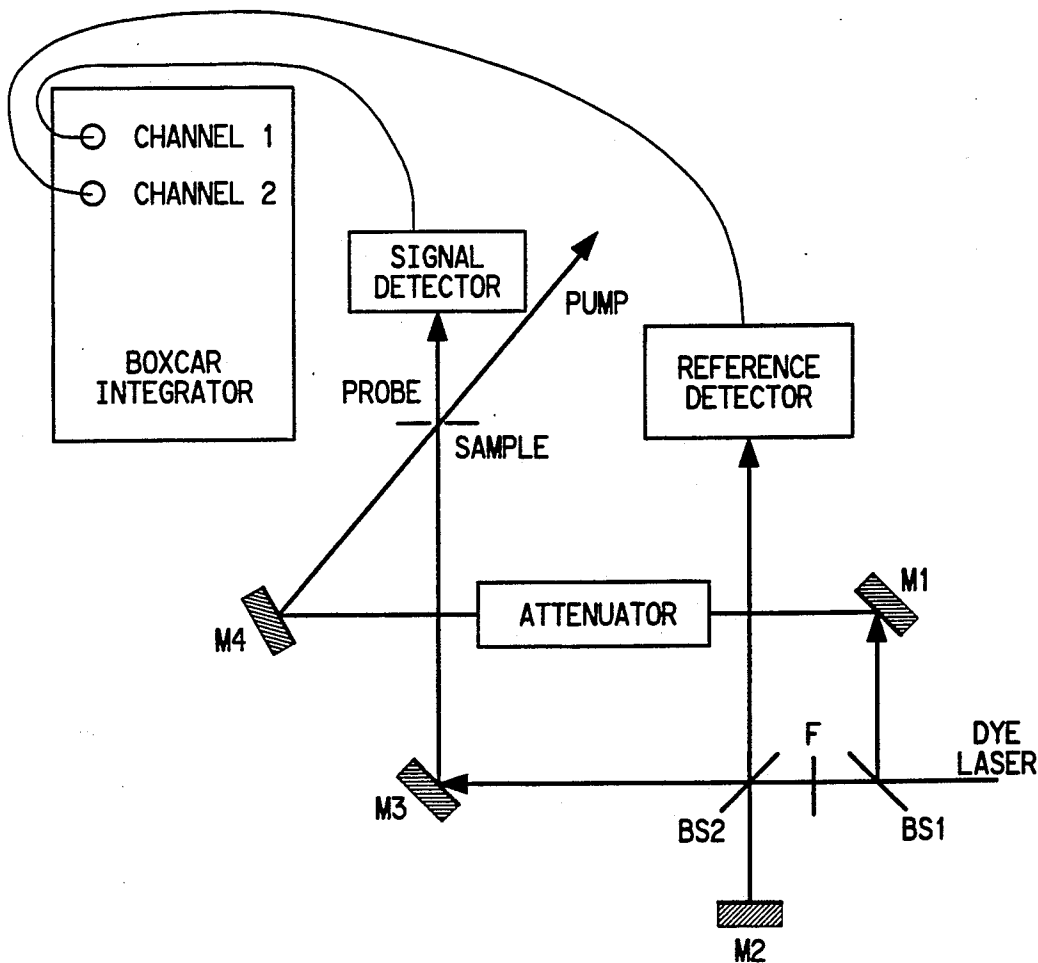 CHANNEL 1
CHANNEL 2
BOXCAR
INTEGRATOR
SIGNAL
DETECTOR
PUMP
PROBE
SAMPLE
REFERENCE
DETECTOR
M1
ATTENUATOR
M4
F
DYE
LASER
M3
BS2
BS1
M2